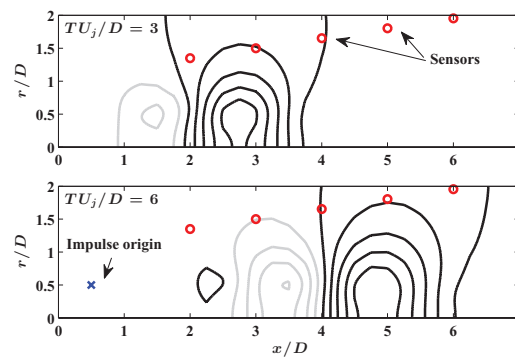 TU_j/D = 3
Sensors
r/D
2
1.5
1
0.5
0
0 1 2 3 4 5 6
TU_j/D = 6
Impulse origin
r/D
2
1.5
1
0.5
0
0 1 2 3 4 5 6
x/D